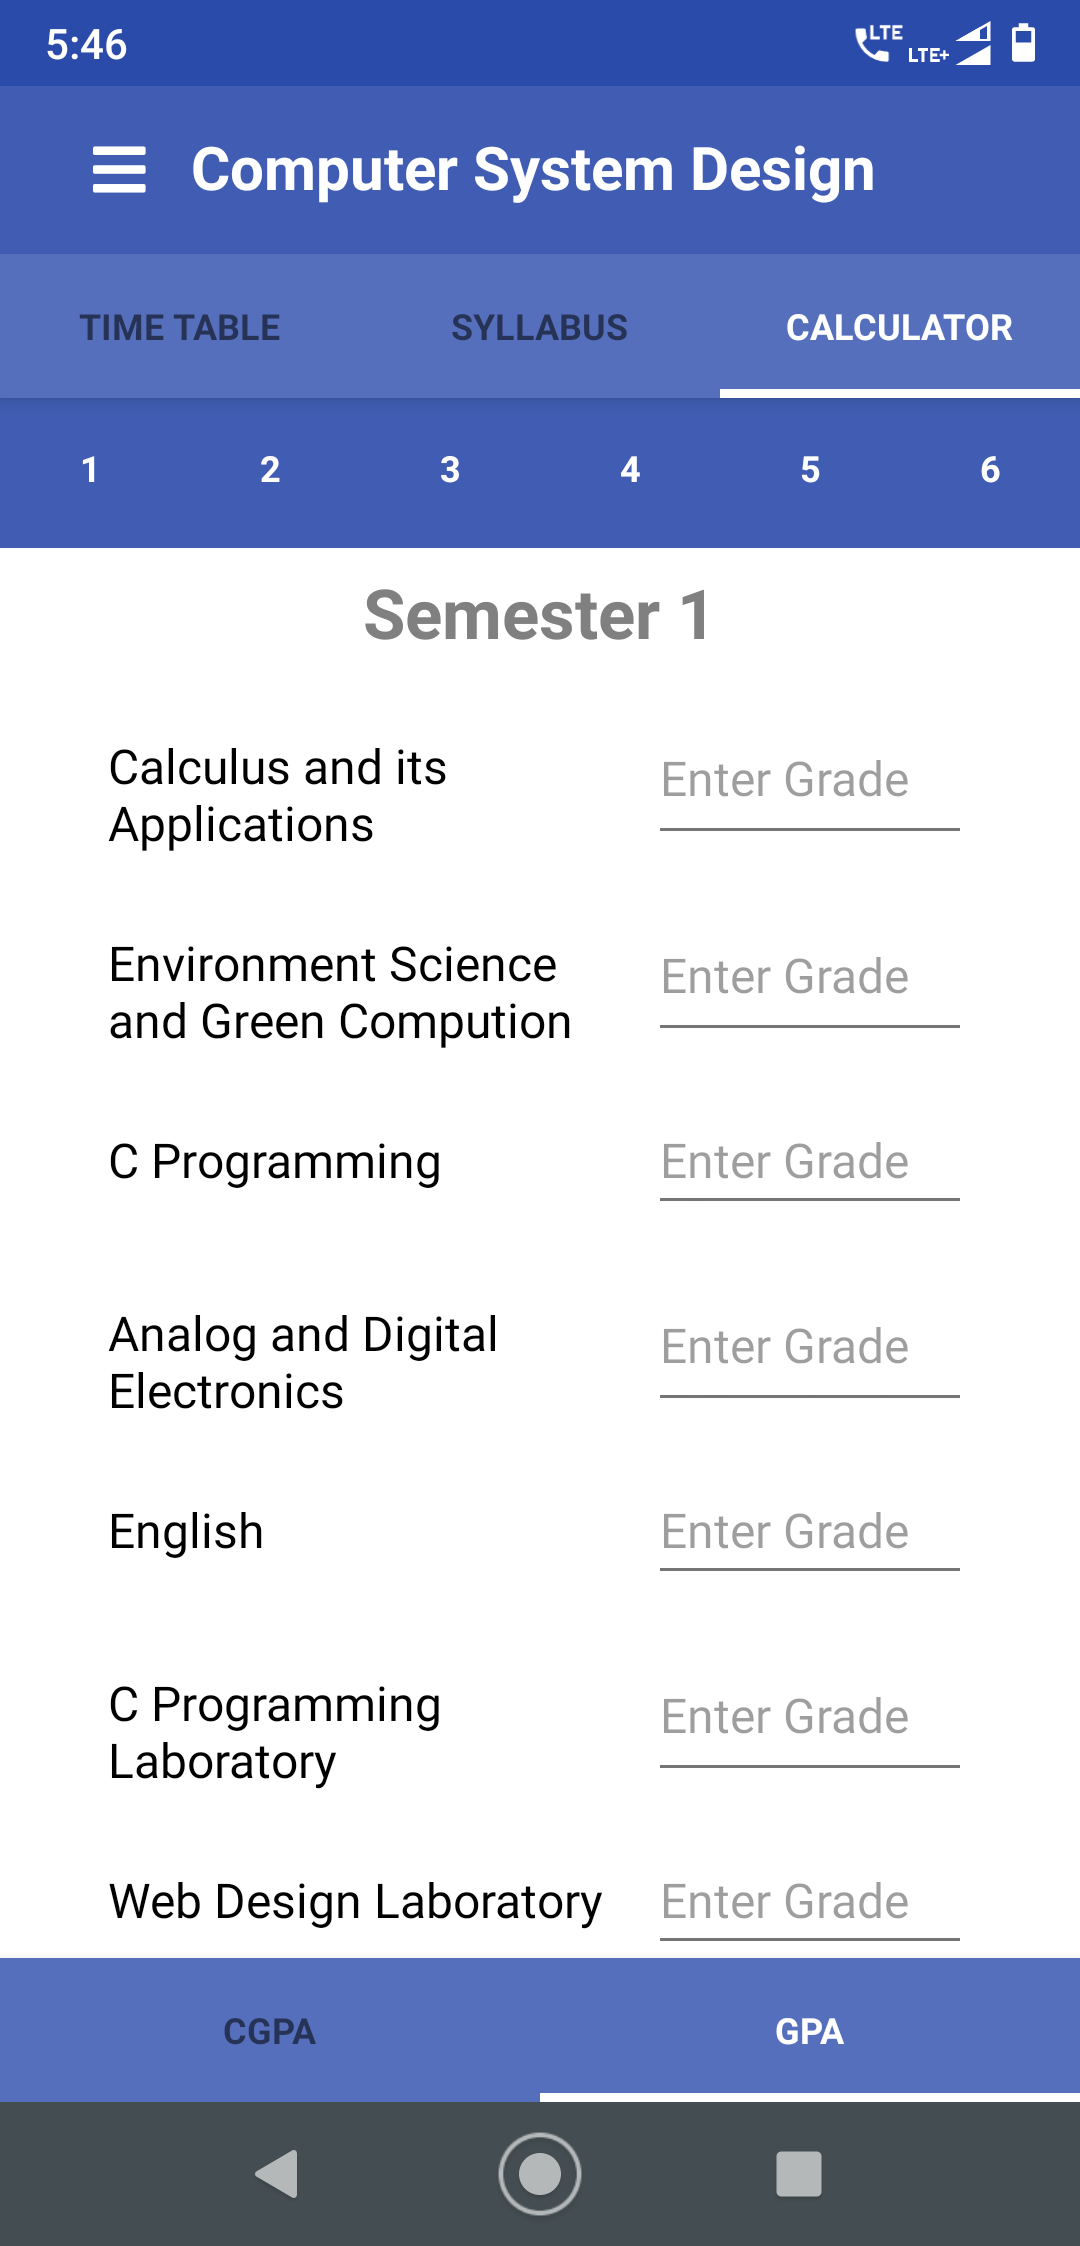 5:46
LTE
LTE+
Computer System Design
TIME TABLE
SYLLABUS
CALCULATOR
1
2
3
4
5
6
Semester 1
Calculus and its
Applications
Enter Grade
Environment Science
and Green Compution
Enter Grade
C Programming
Enter Grade
Analog and Digital
Electronics
Enter Grade
English
Enter Grade
C Programming
Laboratory
Enter Grade
Web Design Laboratory
Enter Grade
CGPA
GPA